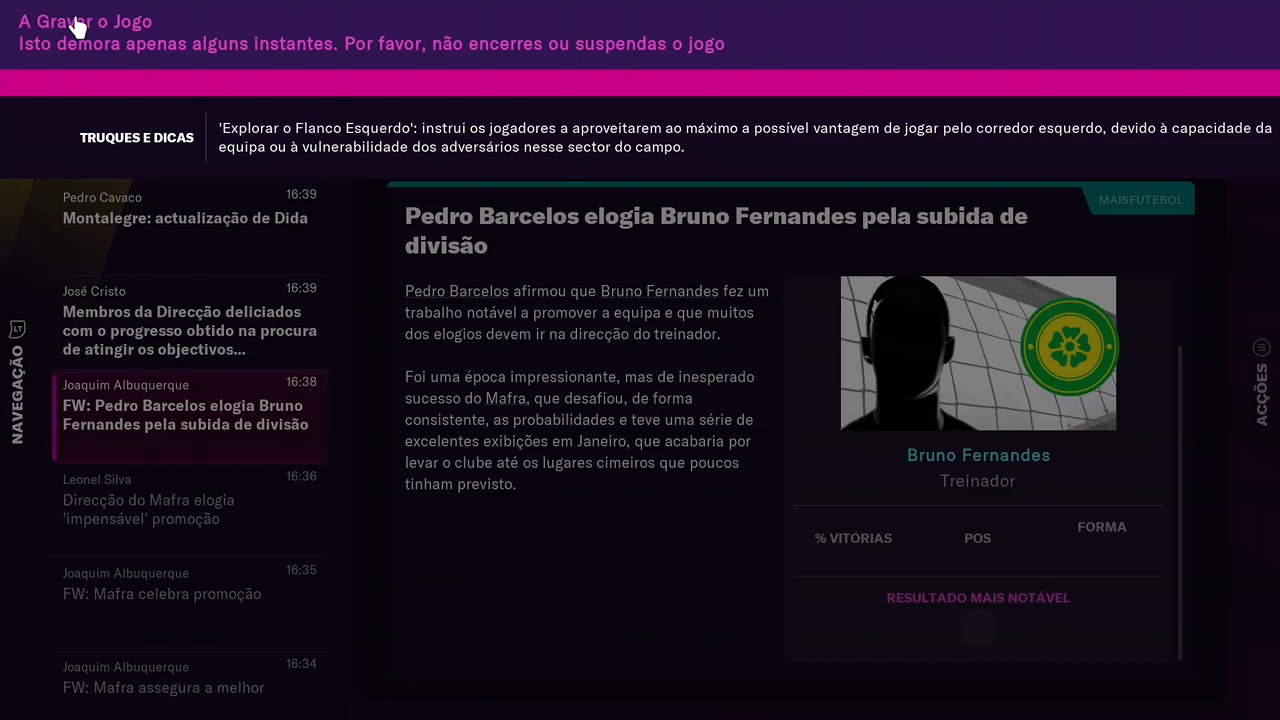 A Gravar o Jogo
Isto demora apenas alguns instantes. Por favor, não encerres ou suspendas o jogo
TRUQUES E DICAS
'Explorar o Flanco Esquerdo': instrui os jogadores a aproveitarem ao máximo a possível vantagem de jogar pelo corredor esquerdo, devido à capacidade da
equipa ou à vulnerabilidade dos adversários nesse sector do campo.
NAVEGAÇÃO
LT
Pedro Cavaco
16:39
Montalegre: actualização de Dida
José Cristo
16:39
Membros da Direcção deliciados
com o progresso obtido na procura
de atingir os objectivos...
Joaquim Albuquerque
16:38
FW: Pedro Barcelos elogia Bruno
Fernandes pela subida de divisão
Leonel Silva
16:36
Direcção do Mafra elogia
'impensável' promoção
Joaquim Albuquerque
16:35
FW: Mafra celebra promoção
Joaquim Albuquerque
16:34
FW: Mafra assegura a melhor
MAISFUTEBOL
Pedro Barcelos elogia Bruno Fernandes pela subida de
divisão
Pedro Barcelos afirmou que Bruno Fernandes fez um
trabalho notável a promover a equipa e que muitos
dos elogios devem ir na direcção do treinador.
Foi uma época impressionante, mas de inesperado
sucesso do Mafra, que desafiou, de forma
consistente, as probabilidades e teve uma série de
excelentes exibições em Janeiro, que acabaria por
levar o clube até os lugares cimeiros que poucos
tinham previsto.
Bruno Fernandes
Treinador
% VITÓRIAS
POS
FORMA
RESULTADO MAIS NOTÁVEL
ACÇÕES